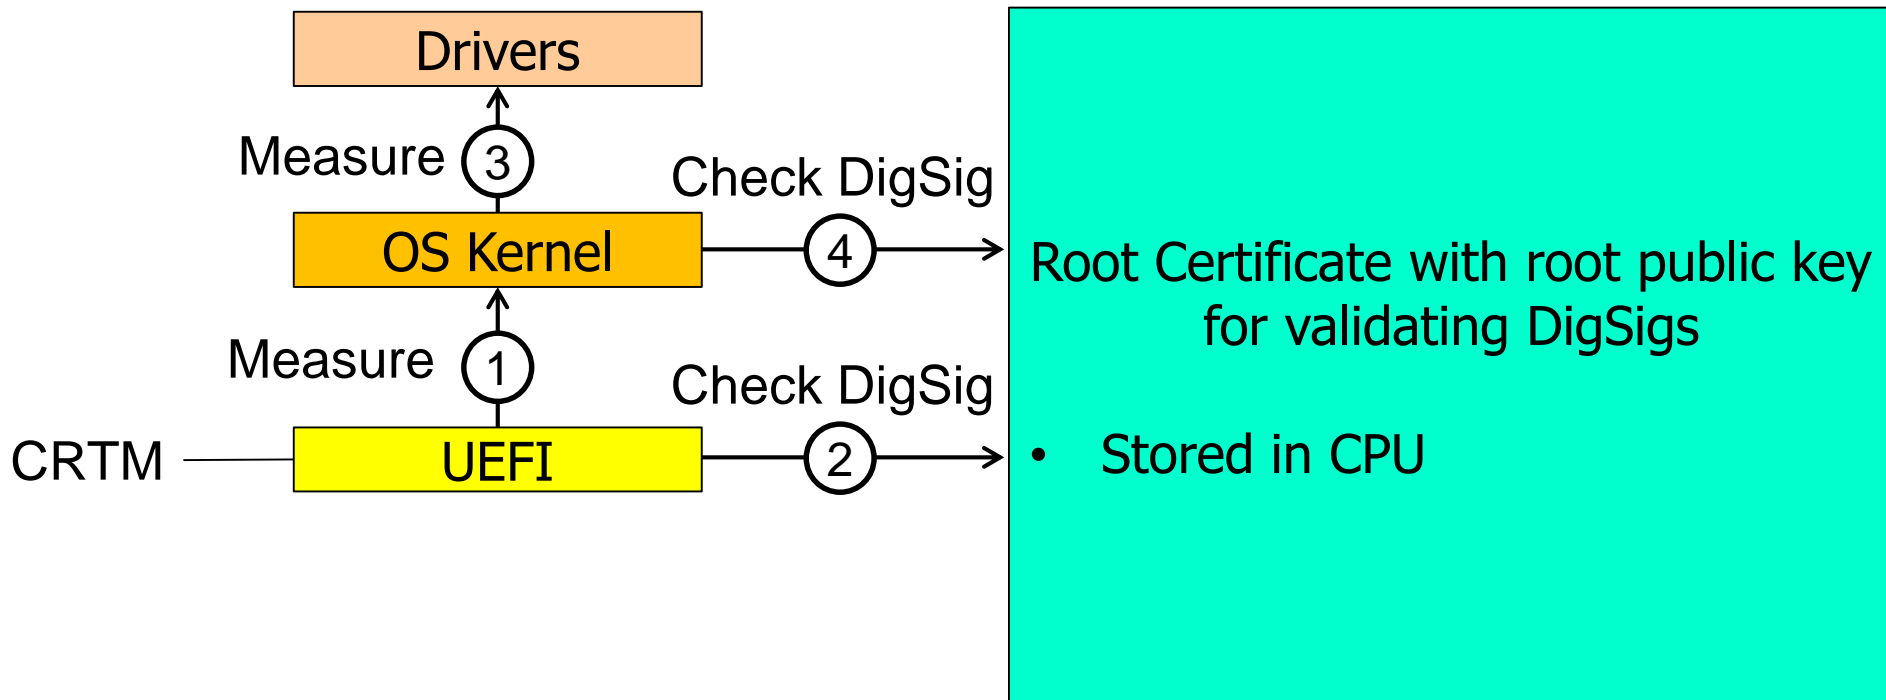 Drivers
Measure 3
Check DigSig
OS Kernel
4
Root Certificate with root public key
for validating DigSigs
Measure 1
Check DigSig
CRTM
UEFI
2
• Stored in CPU